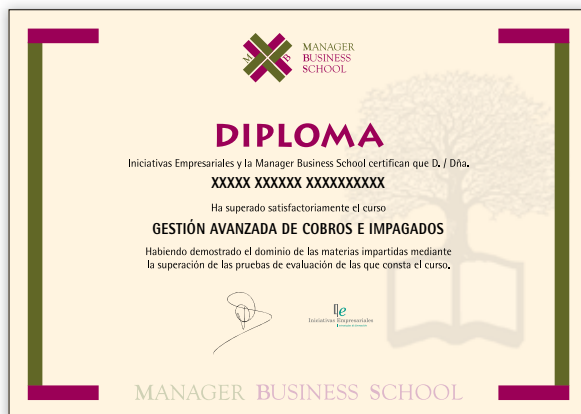 M B
MANAGER
BUSINESS
SCHOOL
DIPLOMA
Iniciativas Empresariales y la Manager Business School certifican que D. / Dña.
XXXXX XXXXXX XXXXXXXXXX
Ha superado satisfactoriamente el curso
GESTIÓN AVANZADA DE COBROS E IMPAGADOS
Habiendo demostrado el dominio de las materias impartidas mediante
la superación de las pruebas de evaluación de las que consta el curso.
Ie
Iniciativas Empresariales
MANAGER BUSINESS SCHOOL